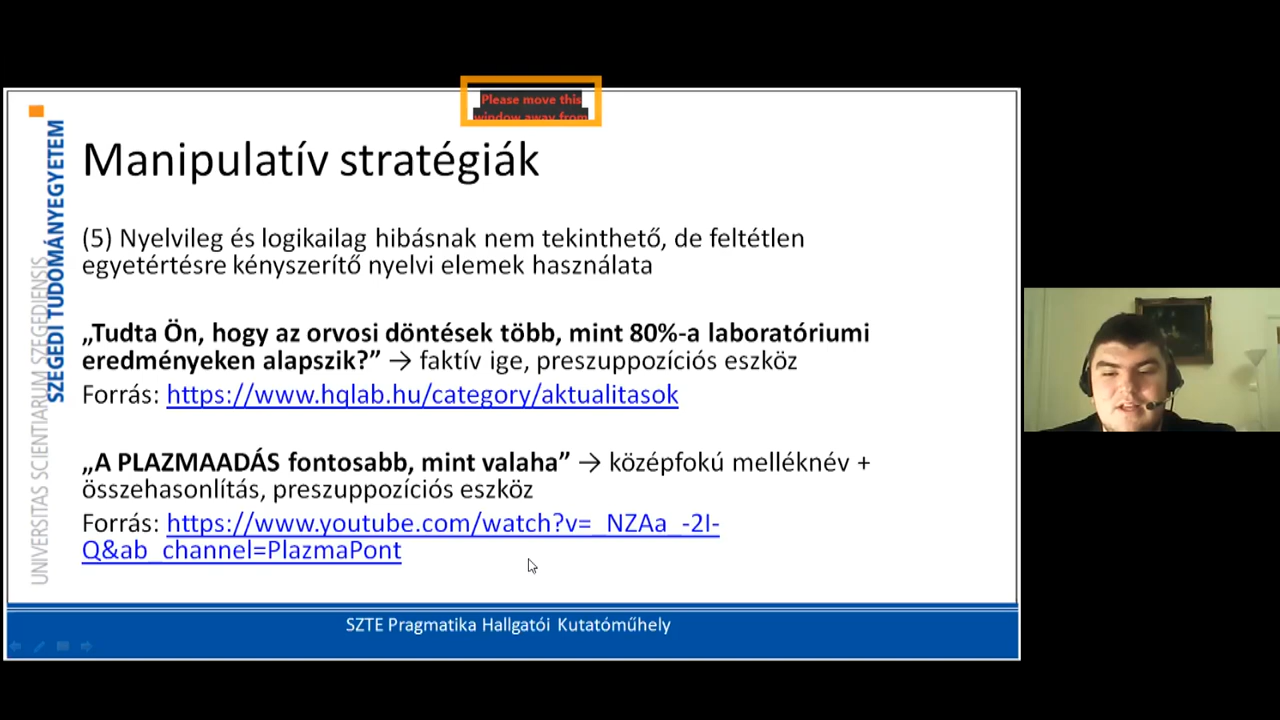 Please move this
window away from
UNIVERSITAS SCIENTIARUM SZEGEDIENSIS
SZEGEDI TUDOMÁNYEGYETEM
Manipulatív stratégiák
(5) Nyelvileg és logikailag hibásnak nem tekinthető, de feltétlen
egyetértésre kényszerítő nyelvi elemek használata
„Tudta Ön, hogy az orvosi döntések több, mint 80%-a laboratóriumi
eredményeken alapszik?” → faktív ige, preszuppozíciós eszköz
Forrás: https://www.hqlab.hu/category/aktualitasok
„A PLAZMAADÁS fontosabb, mint valaha” → középfokú melléknév +
összehasonlítás, preszuppozíciós eszköz
Forrás: https://www.youtube.com/watch?v=_NZAa_-2I-
Q&ab_channel=PlazmaPont
SZTE Pragmatika Hallgatói Kutatóműhely